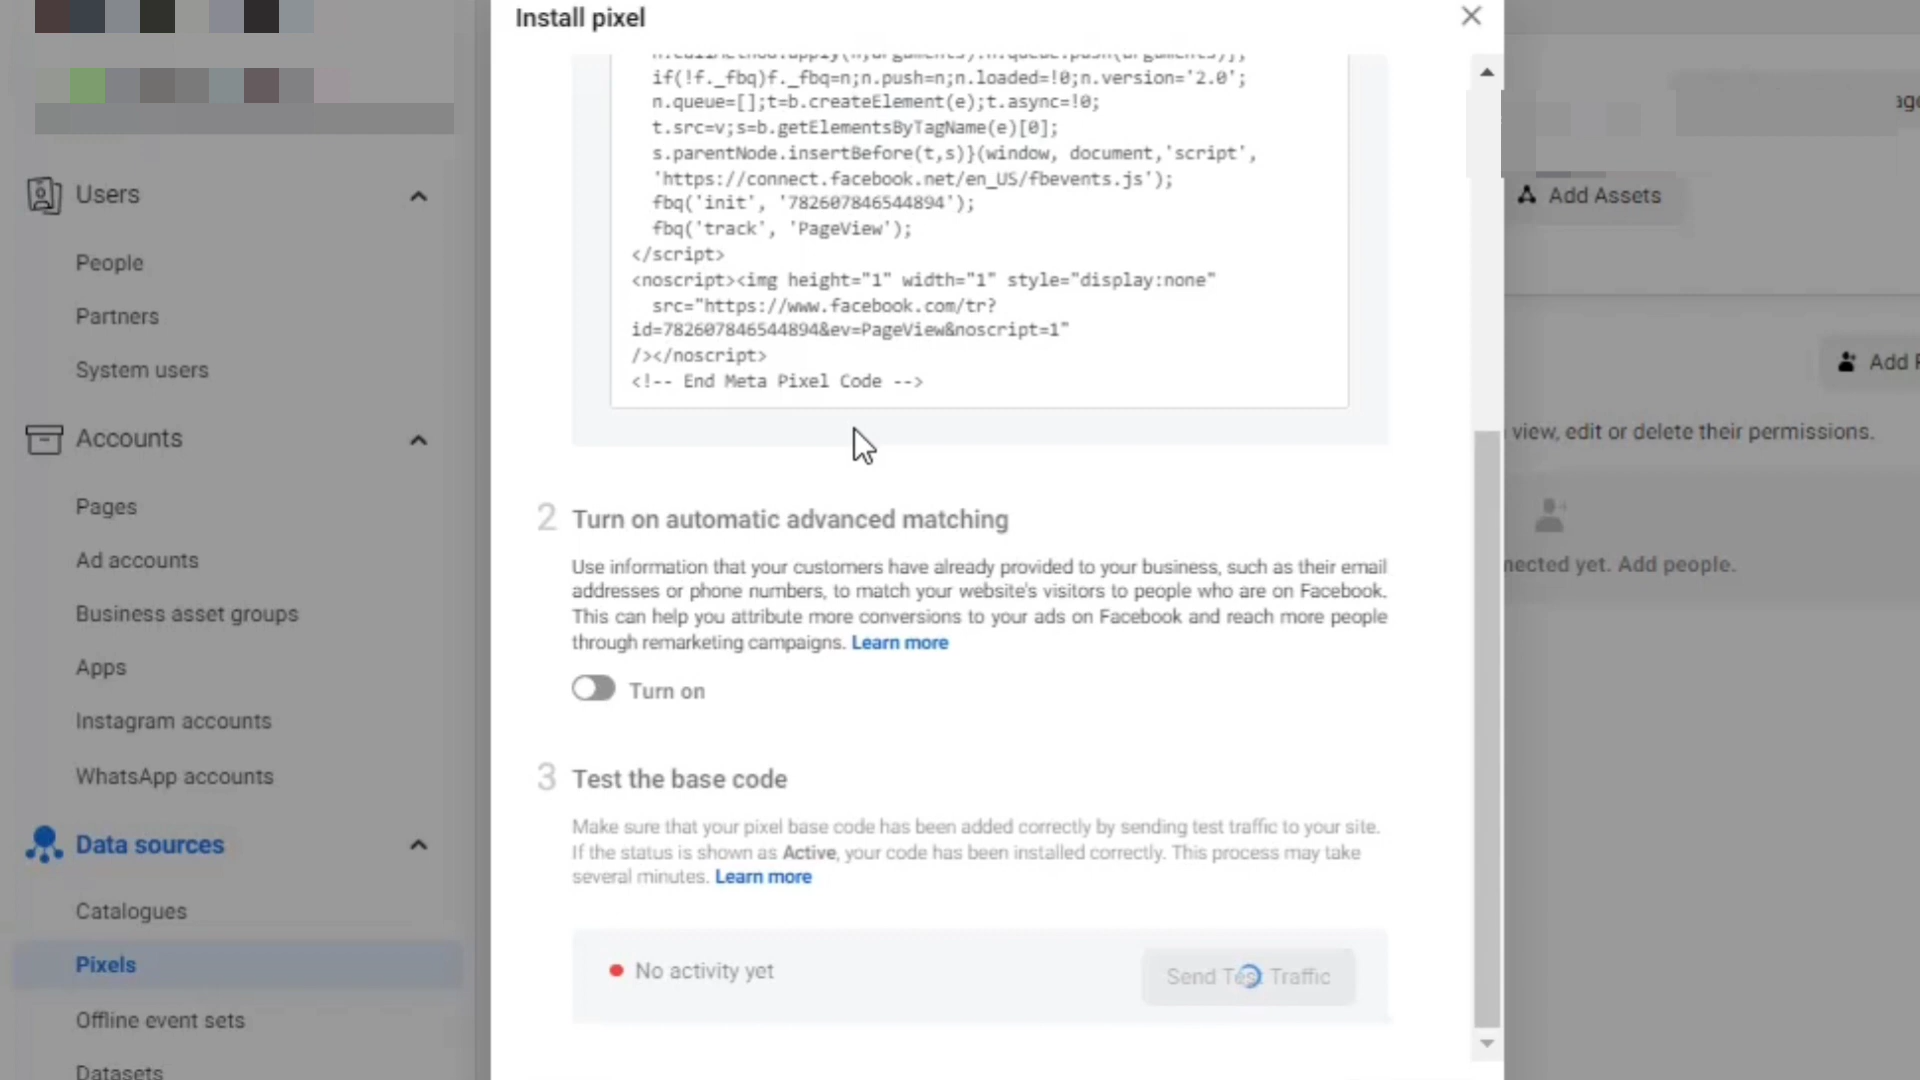 Install pixel
n.callMethod.apply(n,arguments):n.queue.push(arguments)};
if(!f._fbq)f._fbq=n;n.push=n;n.loaded=!0;n.version='2.0';
n.queue=[];t=b.createElement(e);t.async=!0;
t.src=v;s=b.getElementsByTagName(e)[0];
s.parentNode.insertBefore(t,s)}(window, document,'script',
'https://connect.facebook.net/en_US/fbevents.js');
fbq('init', '782607846544894');
fbq('track', 'PageView');
</script>
<noscript><img height="1" width="1" style="display:none"
src="https://www.facebook.com/tr?
id=782607846544894&ev=PageView&noscript=1"
/></noscript>
<!-- End Meta Pixel Code -->
2 Turn on automatic advanced matching
Use information that your customers have already provided to your business, such as their email
addresses or phone numbers, to match your website's visitors to people who are on Facebook.
This can help you attribute more conversions to your ads on Facebook and reach more people
through remarketing campaigns. Learn more
Turn on
3 Test the base code
Make sure that your pixel base code has been added correctly by sending test traffic to your site.
If the status is shown as Active, your code has been installed correctly. This process may take
several minutes. Learn more
No activity yet
Send Test Traffic
Users
People
Partners
System users
Accounts
Pages
Ad accounts
Business asset groups
Apps
Instagram accounts
WhatsApp accounts
Data sources
Catalogues
Pixels
Offline event sets
Datasets
Add Assets
Add
view, edit or delete their permissions.
nected yet. Add people.